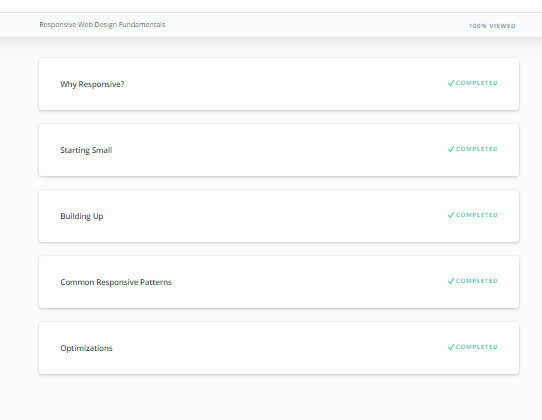 Responsive Web Design Fundamentals 100% VIEWED
Why Responsive? ✓ COMPLETED
Starting Small ✓ COMPLETED
Building Up ✓ COMPLETED
Common Responsive Patterns ✓ COMPLETED
Optimizations ✓ COMPLETED